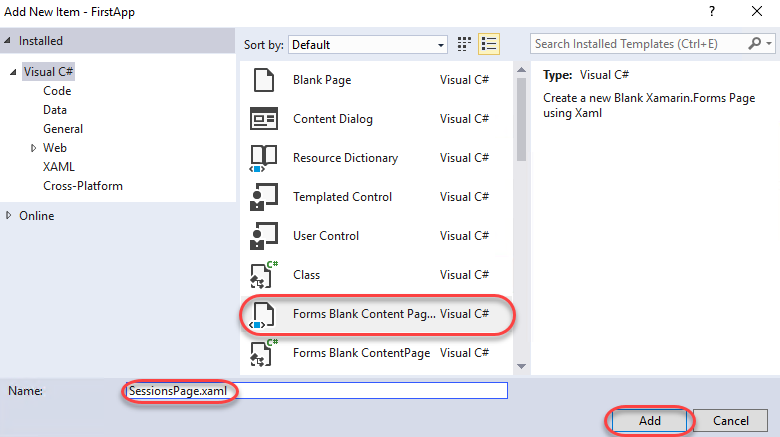 Add New Item - FirstApp ? ×
Installed
Sort by: Default
Search Installed Templates (Ctrl+E)
Visual C#
Code
Data
General
Web
XAML
Cross-Platform
Online
Blank Page Visual C#
Content Dialog Visual C#
Resource Dictionary Visual C#
Templated Control Visual C#
User Control Visual C#
C#
Class Visual C#
Forms Blank Content Pag... Visual C#
C#
Forms Blank ContentPage Visual C#
Type: Visual C#
Create a new Blank Xamarin.Forms Page
using Xaml
Name: SessionsPage.xaml
Add Cancel